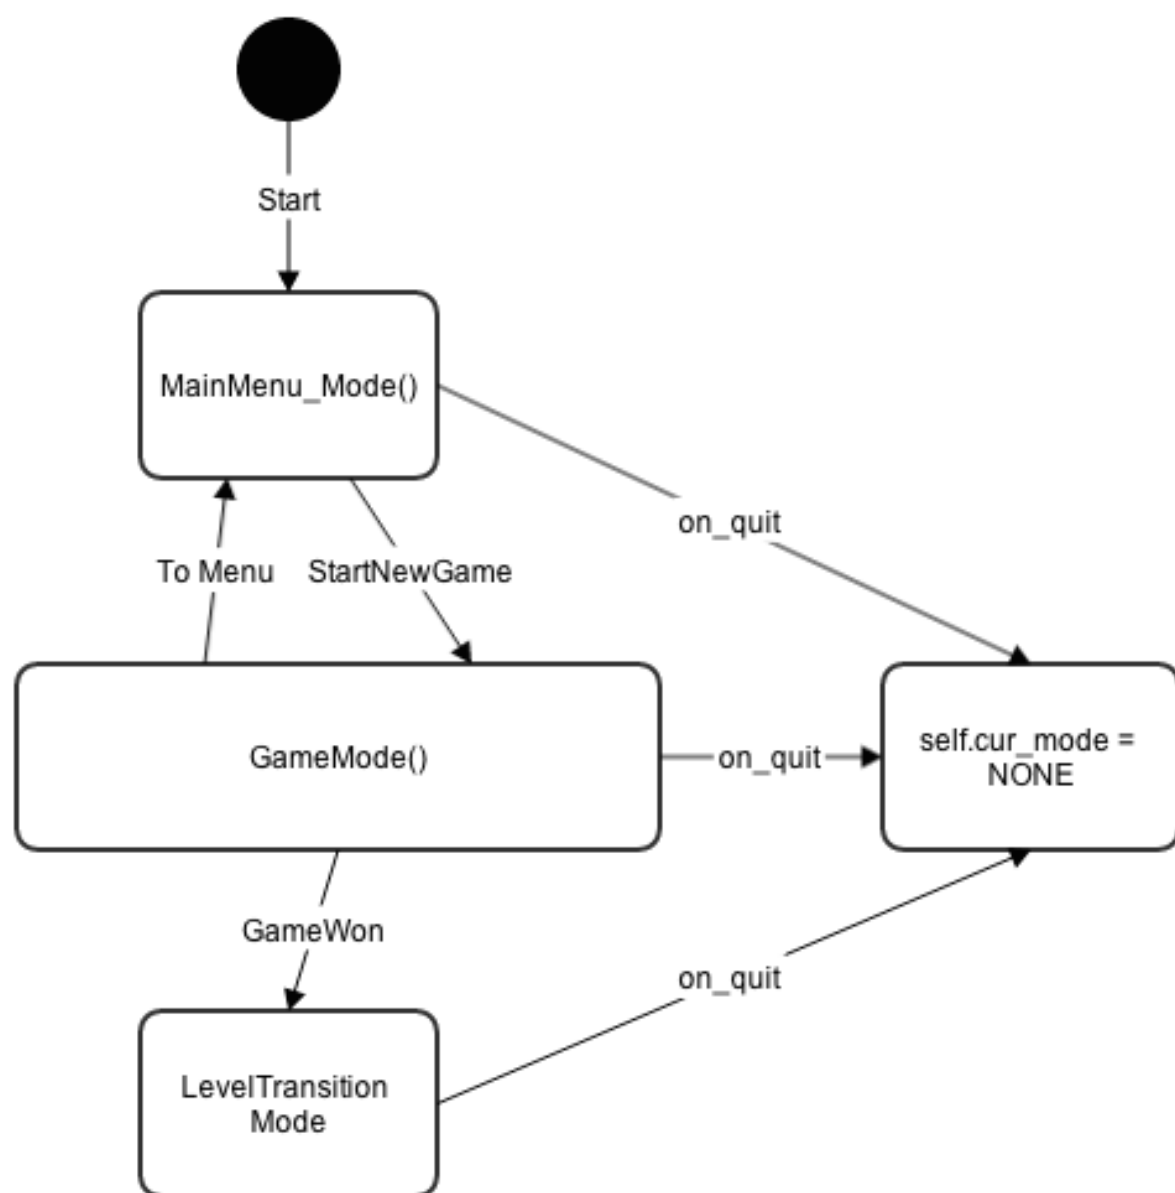 Start
MainMenu_Mode()
on_quit
To Menu
StartNewGame
GameMode()
on_quit
self.cur_mode =
NONE
GameWon
on_quit
LevelTransition
Mode